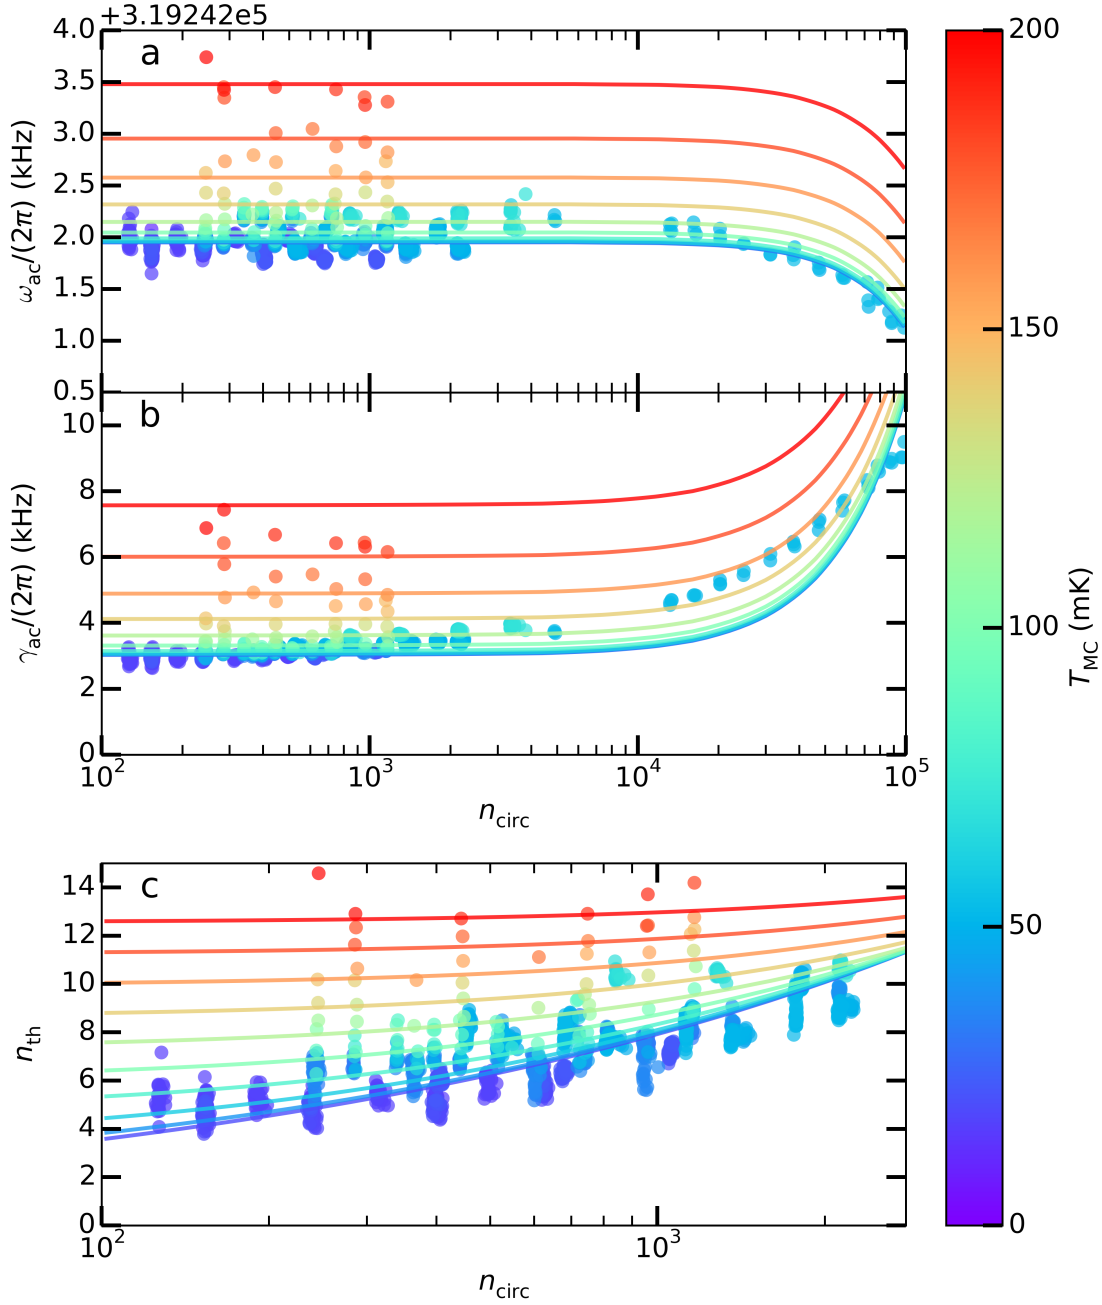 +3.19242e5
a
4.0
3.5
3.0
2.5
2.0
1.5
1.0
0.5
ω_ac/(2π) (kHz)
b
10
8
6
4
2
0
γ_ac/(2π) (kHz)
10^2 10^3 10^4 10^5
n_circ
c
14
12
10
8
6
4
2
0
n_th
10^2 10^3
n_circ
200
150
100
50
0
T_MC (mK)